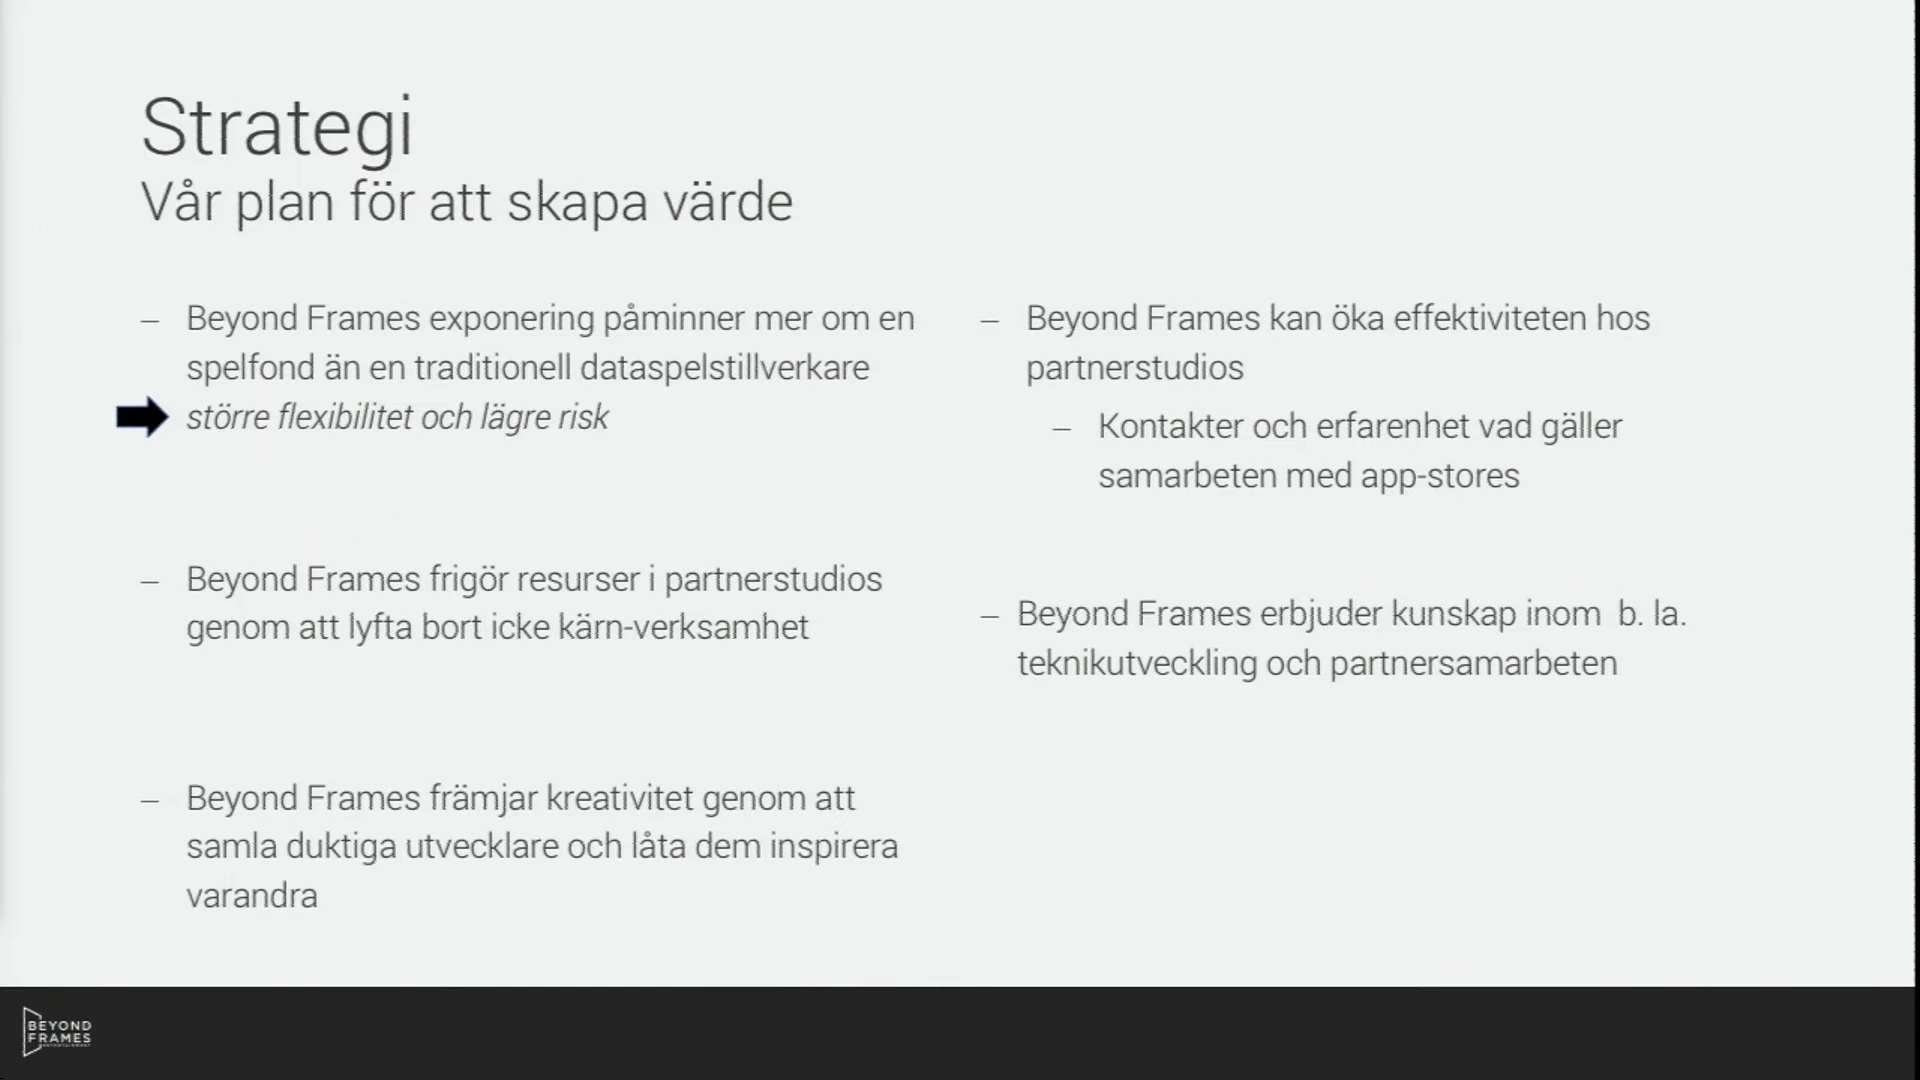 Strategi
Vår plan för att skapa värde
– Beyond Frames exponering påminner mer om en
spelfond än en traditionell dataspelstillverkare
större flexibilitet och lägre risk
– Beyond Frames frigör resurser i partnerstudios
genom att lyfta bort icke kärn-verksamhet
– Beyond Frames främjar kreativitet genom att
samla duktiga utvecklare och låta dem inspirera
varandra
– Beyond Frames kan öka effektiviteten hos
partnerstudios
– Kontakter och erfarenhet vad gäller
samarbeten med app-stores
– Beyond Frames erbjuder kunskap inom b. la.
teknikutveckling och partnersamarbeten
BEYOND
FRAMES
ENTERTAINMENT